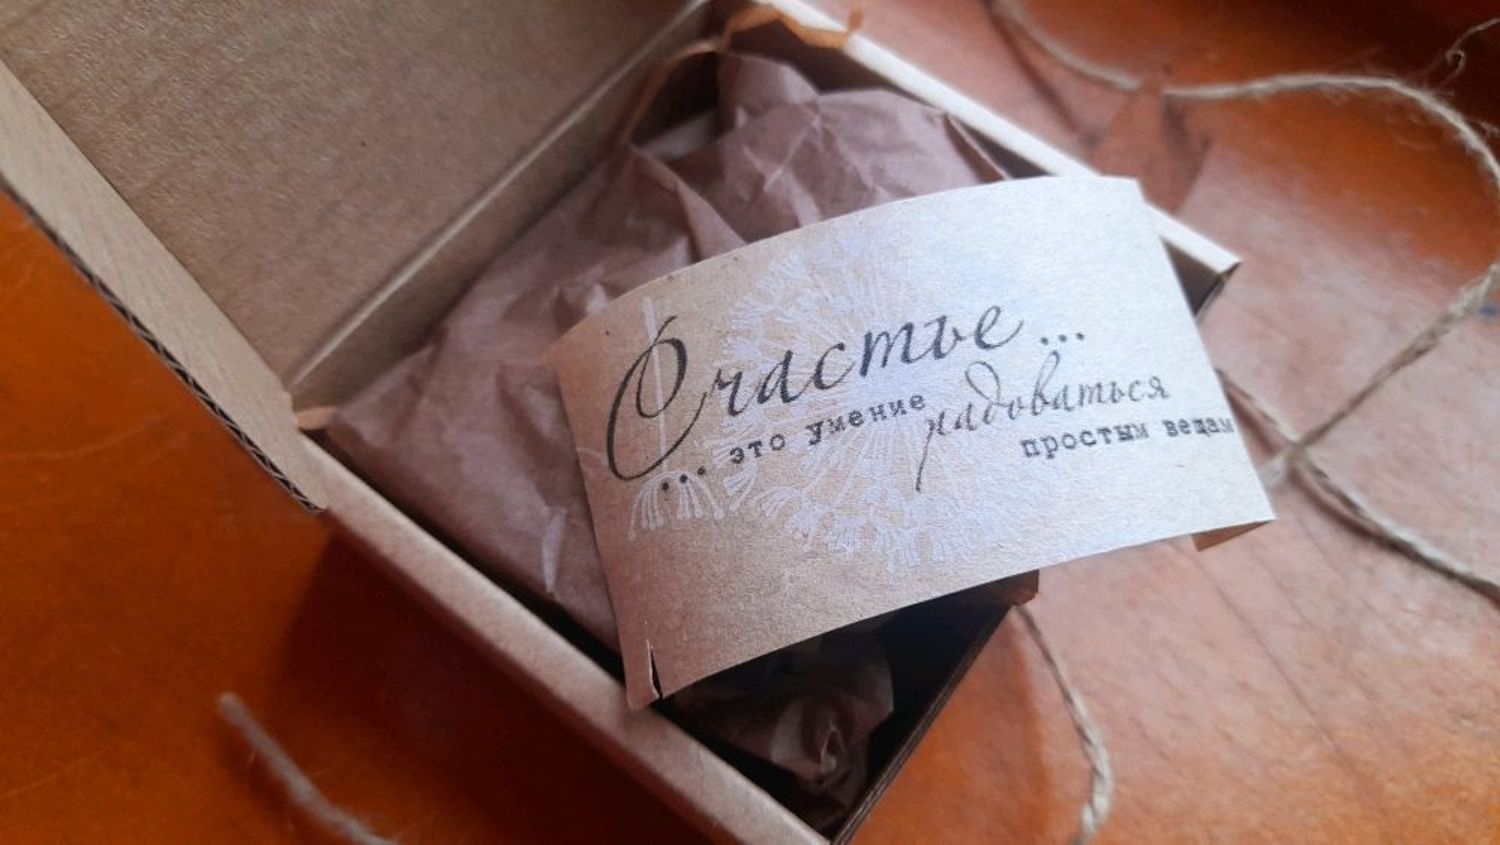 Счастье...
...это умение радоваться
простым вещам